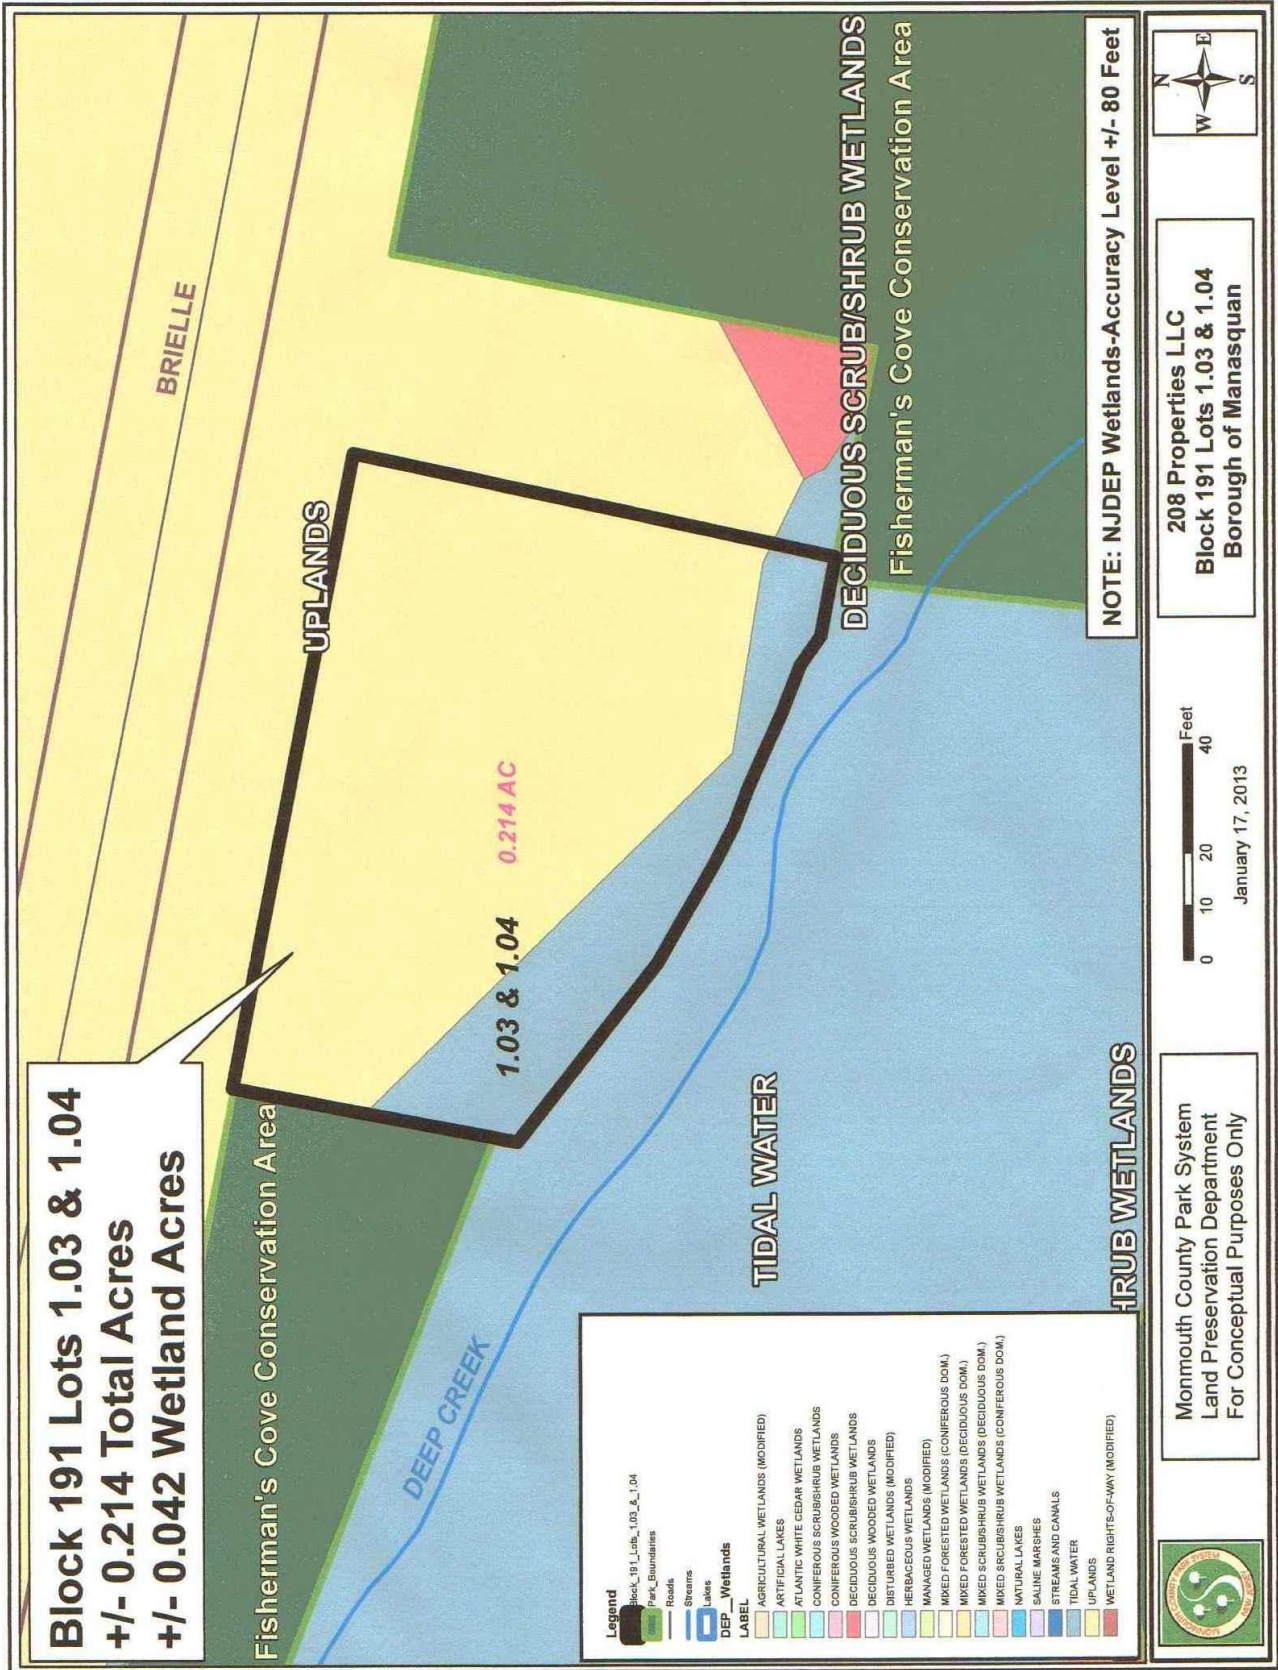 Block 191 Lots 1.03 & 1.04
+/- 0.214 Total Acres
+/- 0.042 Wetland Acres
BRIELLE
UPLANDS
Fisherman's Cove Conservation Area
1.03 & 1.04
0.214 AC
DEEP CREEK
TIDAL WATER
DECIDUOUS SCRUB/SHRUB WETLANDS
Fisherman's Cove Conservation Area
HRUB WETLANDS
NOTE: NJDEP Wetlands-Accuracy Level +/- 80 Feet
Legend
Block_191_Lots_1.03_&_1.04
Park_Boundaries
Roads
Streams
Lakes
DEP_Wetlands
LABEL
AGRICULTURAL WETLANDS (MODIFIED)
ARTIFICIAL LAKES
ATLANTIC WHITE CEDAR WETLANDS
CONIFEROUS SCRUB/SHRUB WETLANDS
CONIFEROUS WOODED WETLANDS
DECIDUOUS SCRUB/SHRUB WETLANDS
DECIDUOUS WOODED WETLANDS
DISTURBED WETLANDS (MODIFIED)
HERBACEOUS WETLANDS
MANAGED WETLANDS (MODIFIED)
MIXED FORESTED WETLANDS (CONIFEROUS DOM.)
MIXED FORESTED WETLANDS (DECIDUOUS DOM.)
MIXED SCRUB/SHRUB WETLANDS (DECIDUOUS DOM.)
MIXED SRCUB/SHRUB WETLANDS (CONIFEROUS DOM.)
NATURAL LAKES
SALINE MARSHES
STREAMS AND CANALS
TIDAL WATER
UPLANDS
WETLAND RIGHTS-OF-WAY (MODIFIED)
MONMOUTH COUNTY PARK SYSTEM
NEW JERSEY
Monmouth County Park System
Land Preservation Department
For Conceptual Purposes Only
0 10 20 40 Feet
January 17, 2013
208 Properties LLC
Block 191 Lots 1.03 & 1.04
Borough of Manasquan
N
W E
S